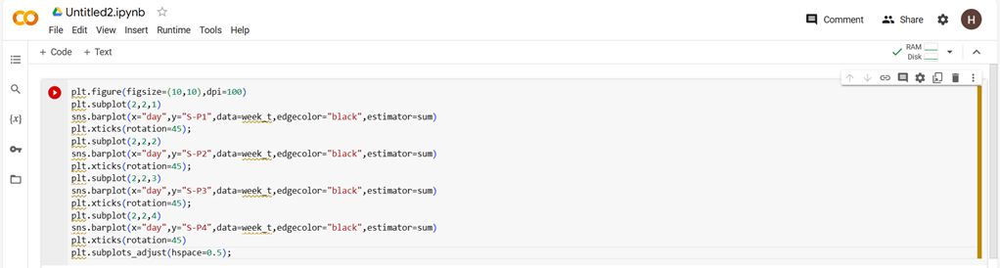 Untitled2.ipynb
File Edit View Insert Runtime Tools Help
Comment Share H
+ Code + Text
RAM
Disk
{x}
plt.figure(figsize=(10,10),dpi=100)
plt.subplot(2,2,1)
sns.barplot(x="day",y="S-P1",data=week_t,edgecolor="black",estimator=sum)
plt.xticks(rotation=45);
plt.subplot(2,2,2)
sns.barplot(x="day",y="S-P2",data=week_t,edgecolor="black",estimator=sum)
plt.xticks(rotation=45);
plt.subplot(2,2,3)
sns.barplot(x="day",y="S-P3",data=week_t,edgecolor="black",estimator=sum)
plt.xticks(rotation=45);
plt.subplot(2,2,4)
sns.barplot(x="day",y="S-P4",data=week_t,edgecolor="black",estimator=sum)
plt.xticks(rotation=45)
plt.subplots_adjust(hspace=0.5);